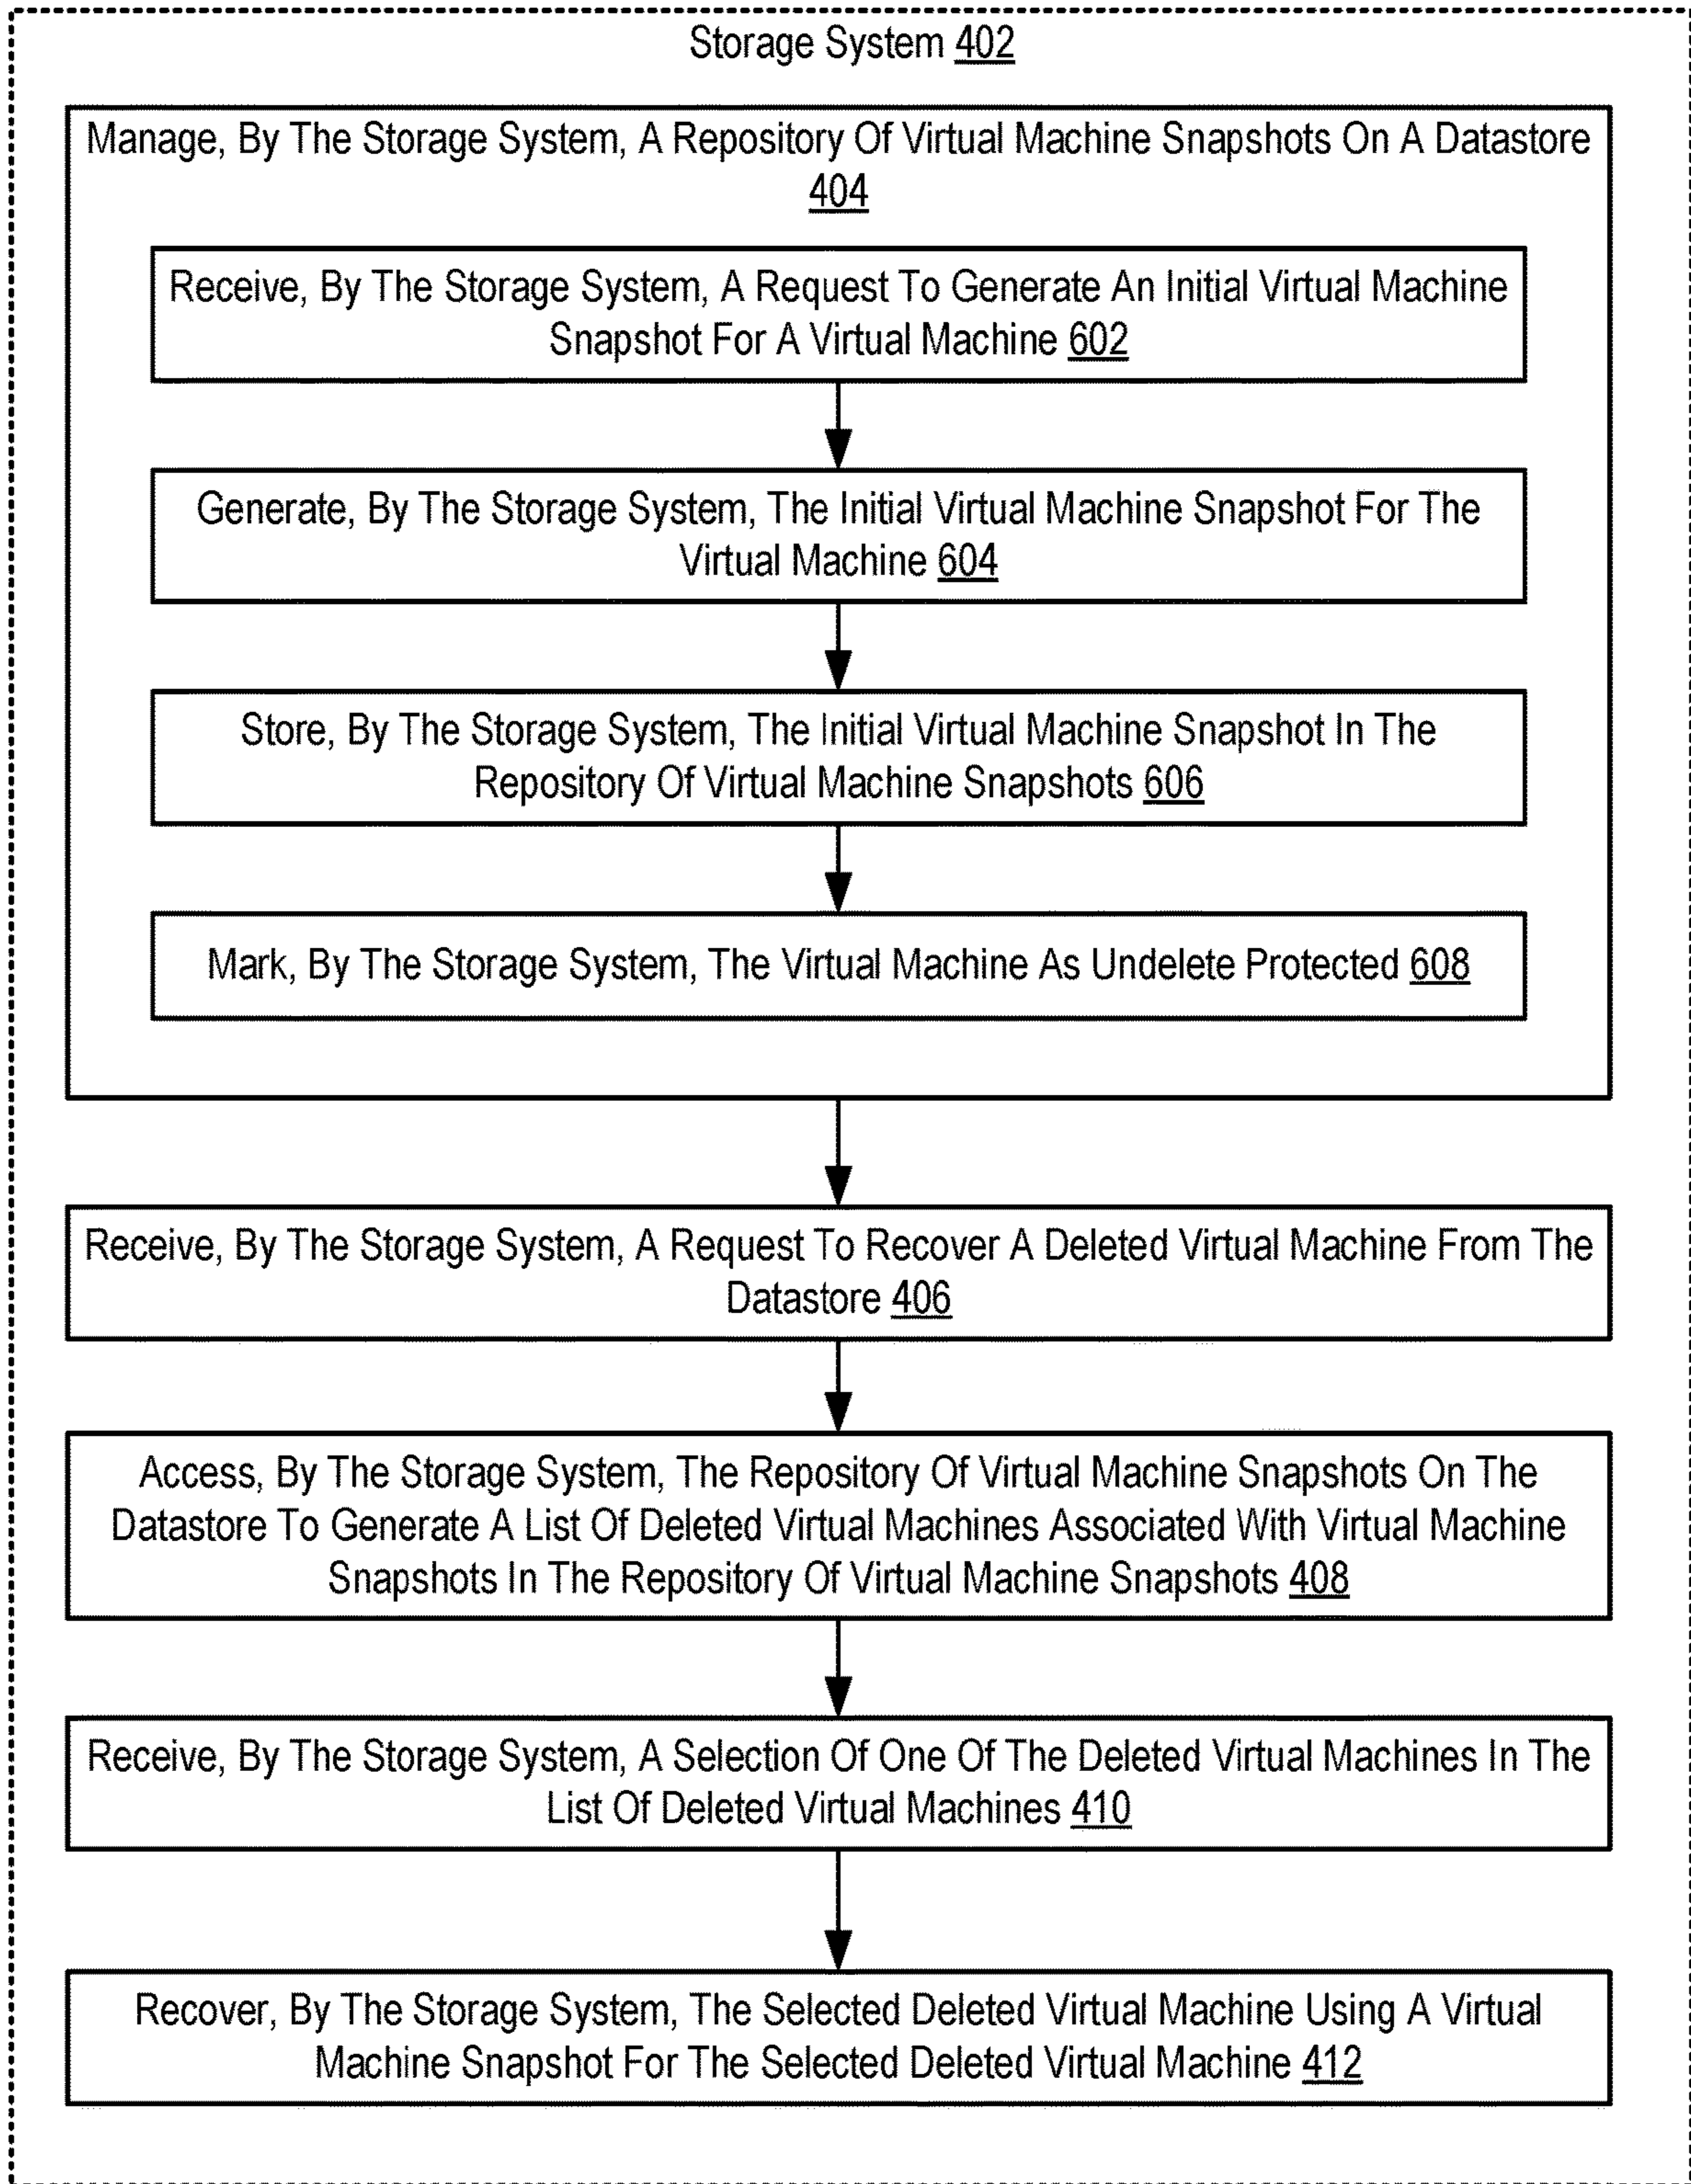 Storage System 402
Manage, By The Storage System, A Repository Of Virtual Machine Snapshots On A Datastore
404
Receive, By The Storage System, A Request To Generate An Initial Virtual Machine
Snapshot For A Virtual Machine 602
Generate, By The Storage System, The Initial Virtual Machine Snapshot For The
Virtual Machine 604
Store, By The Storage System, The Initial Virtual Machine Snapshot In The
Repository Of Virtual Machine Snapshots 606
Mark, By The Storage System, The Virtual Machine As Undelete Protected 608
Receive, By The Storage System, A Request To Recover A Deleted Virtual Machine From The
Datastore 406
Access, By The Storage System, The Repository Of Virtual Machine Snapshots On The
Datastore To Generate A List Of Deleted Virtual Machines Associated With Virtual Machine
Snapshots In The Repository Of Virtual Machine Snapshots 408
Receive, By The Storage System, A Selection Of One Of The Deleted Virtual Machines In The
List Of Deleted Virtual Machines 410
Recover, By The Storage System, The Selected Deleted Virtual Machine Using A Virtual
Machine Snapshot For The Selected Deleted Virtual Machine 412